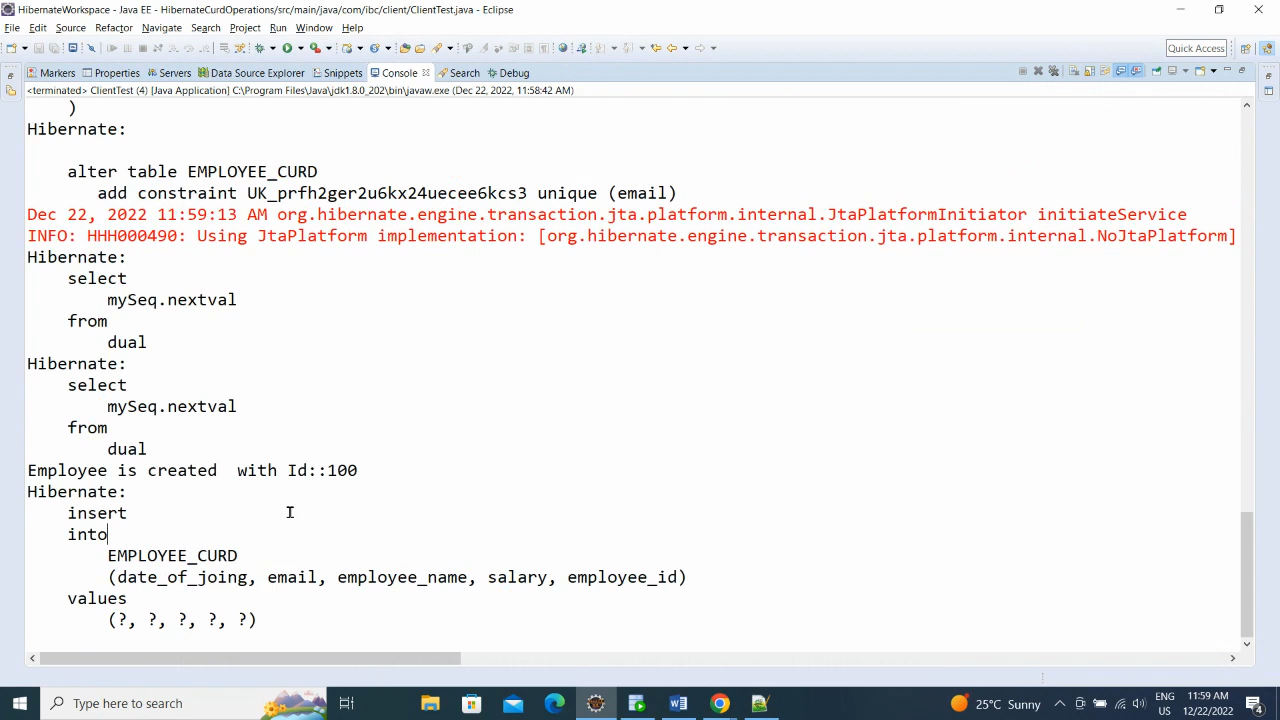 HibernateWorkspace - Java EE - HibernateCurdOperations/src/main/java/com/ibc/client/ClientTest.java - Eclipse
File Edit Source Refactor Navigate Search Project Run Window Help
Quick Access
Markers Properties Servers Data Source Explorer Snippets Console Search Debug
<terminated> ClientTest (4) [Java Application] C:\Program Files\Java\jdk1.8.0_202\bin\javaw.exe (Dec 22, 2022, 11:58:42 AM)
)
Hibernate:
alter table EMPLOYEE_CURD
add constraint UK_prfh2ger2u6kx24uecee6kcs3 unique (email)
Dec 22, 2022 11:59:13 AM org.hibernate.engine.transaction.jta.platform.internal.JtaPlatformInitiator initiateService
INFO: HHH000490: Using JtaPlatform implementation: [org.hibernate.engine.transaction.jta.platform.internal.NoJtaPlatform]
Hibernate:
select
mySeq.nextval
from
dual
Hibernate:
select
mySeq.nextval
from
dual
Employee is created  with Id::100
Hibernate:
insert
into
EMPLOYEE_CURD
(date_of_joing, email, employee_name, salary, employee_id)
values
(?, ?, ?, ?, ?)
Type here to search
25°C Sunny
ENG
US
11:59 AM
12/22/2022
4